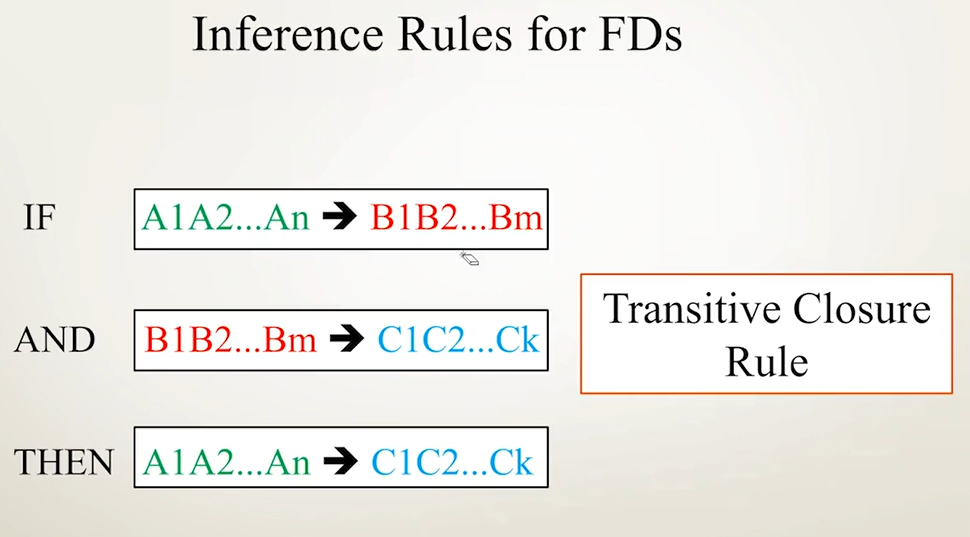 Inference Rules for FDs
IF A1A2...An ➔ B1B2...Bm
AND B1B2...Bm ➔ C1C2...Ck
Transitive Closure
Rule
THEN A1A2...An ➔ C1C2...Ck